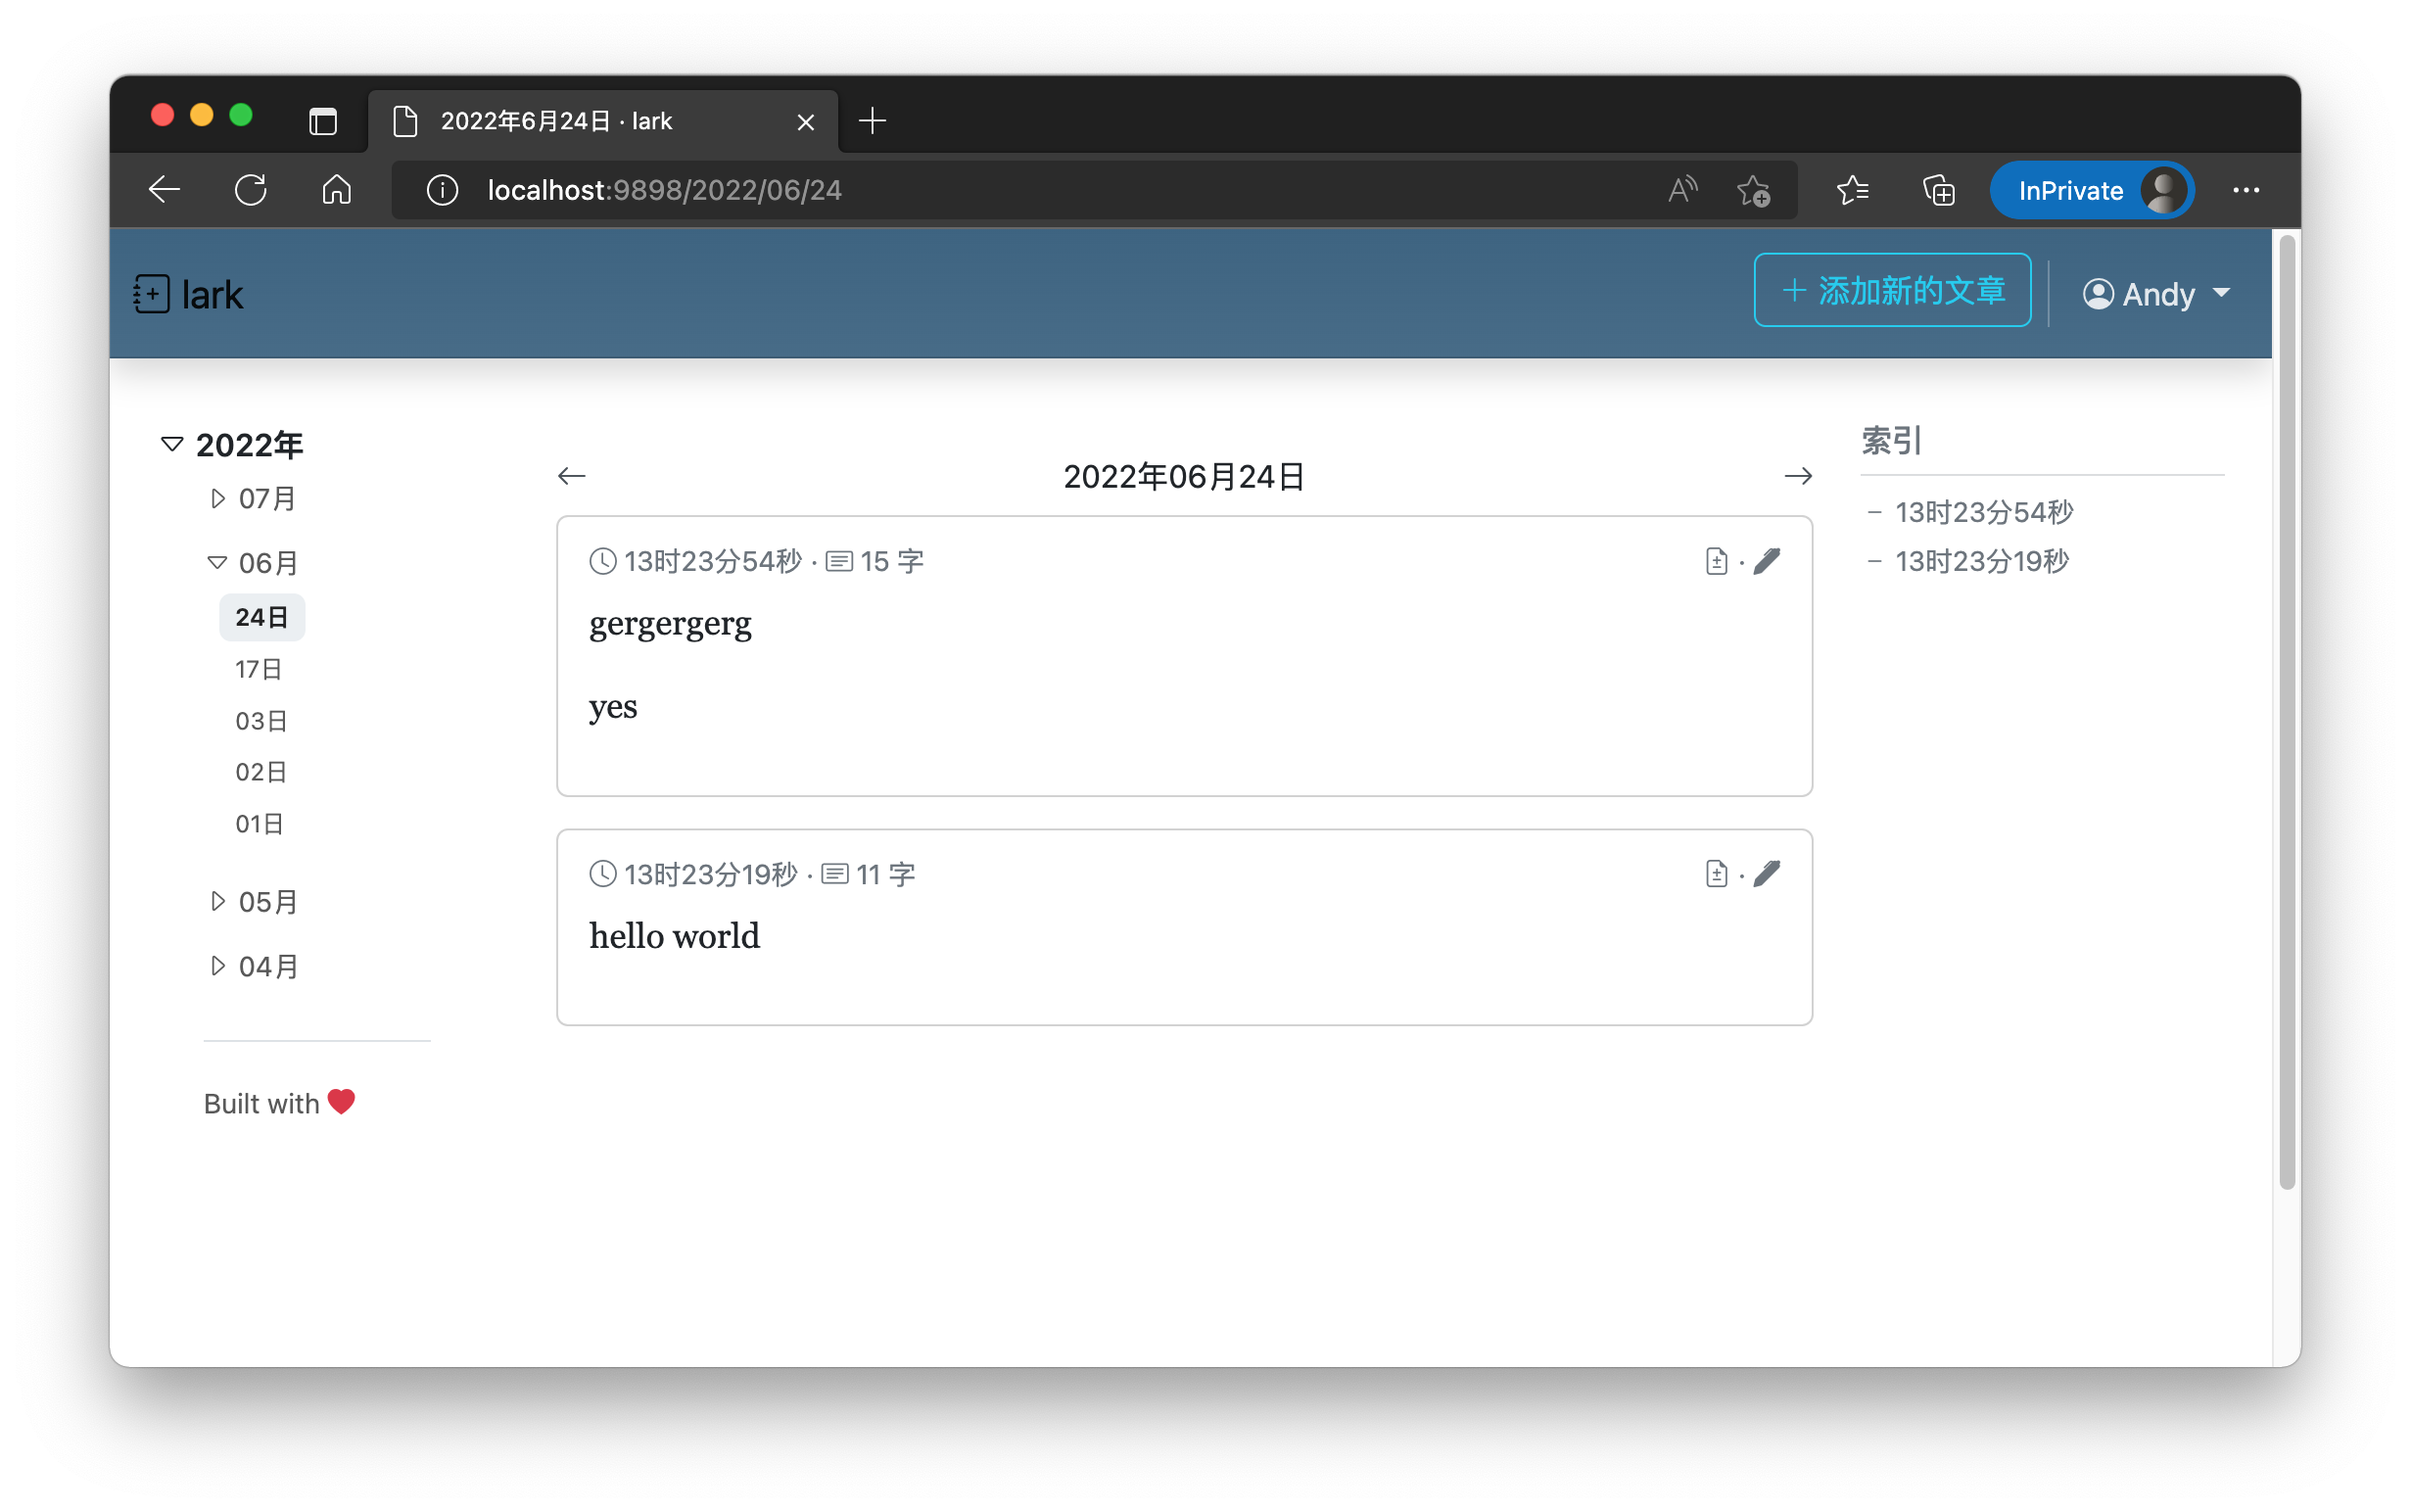 2022年6月24日 · lark
localhost:9898/2022/06/24
InPrivate
lark
添加新的文章
Andy
2022年
07月
06月
24日
17日
03日
02日
01日
05月
04月
Built with
2022年06月24日
13时23分54秒 · 15 字
gergergerg
yes
13时23分19秒 · 11 字
hello world
索引
– 13时23分54秒
– 13时23分19秒